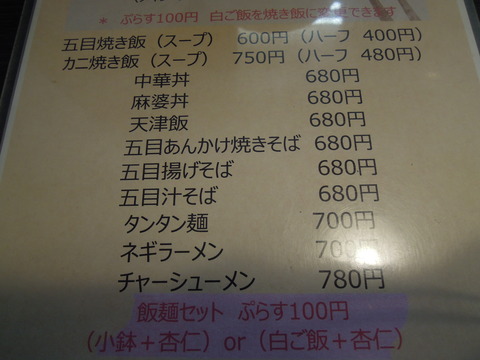 * ぷらす100円 白ご飯を焼き飯に変更できます
五目焼き飯（スープ） 600円（ハーフ 400円）
カニ焼き飯（スープ） 750円（ハーフ 480円）
中華丼 680円
麻婆丼 680円
天津飯 680円
五目あんかけ焼きそば 680円
五目揚げそば 680円
五目汁そば 680円
タンタン麺 700円
ネギラーメン 700円
チャーシューメン 780円
飯麺セット ぷらす100円
（小鉢＋杏仁）or（白ご飯＋杏仁）